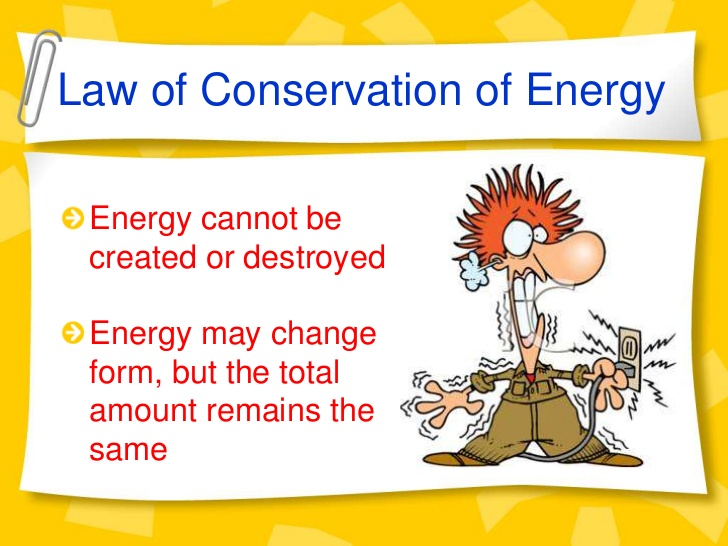 Law of Conservation of Energy
Energy cannot be
created or destroyed
Energy may change
form, but the total
amount remains the
same